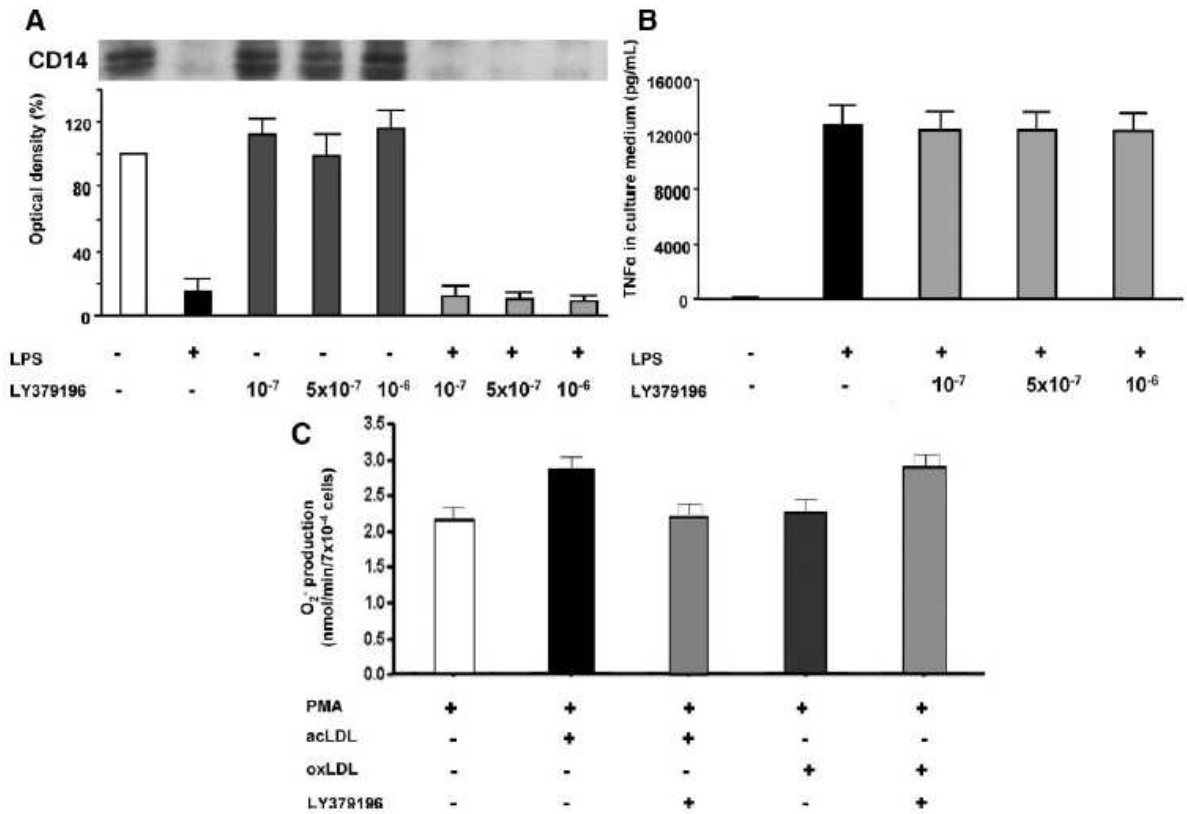 A
CD14
Optical density (%)
120
80
40
0
LPS - + - - - + + +
LY379196 - - 10⁻⁷ 5x10⁻⁷ 10⁻⁶ 10⁻⁷ 5x10⁻⁷ 10⁻⁶
B
TNFα in culture medium (pg/mL)
16000
12000
8000
4000
0
LPS - + + + +
LY379196 - - 10⁻⁷ 5x10⁻⁷ 10⁻⁶
C
O₂⁻ production
(nmol/min/7x10⁻⁴ cells)
3.5
3.0
2.5
2.0
1.5
1.0
0.5
0.0
PMA + + + + +
acLDL - + + - -
oxLDL - - - + +
LY379196 - - + - +